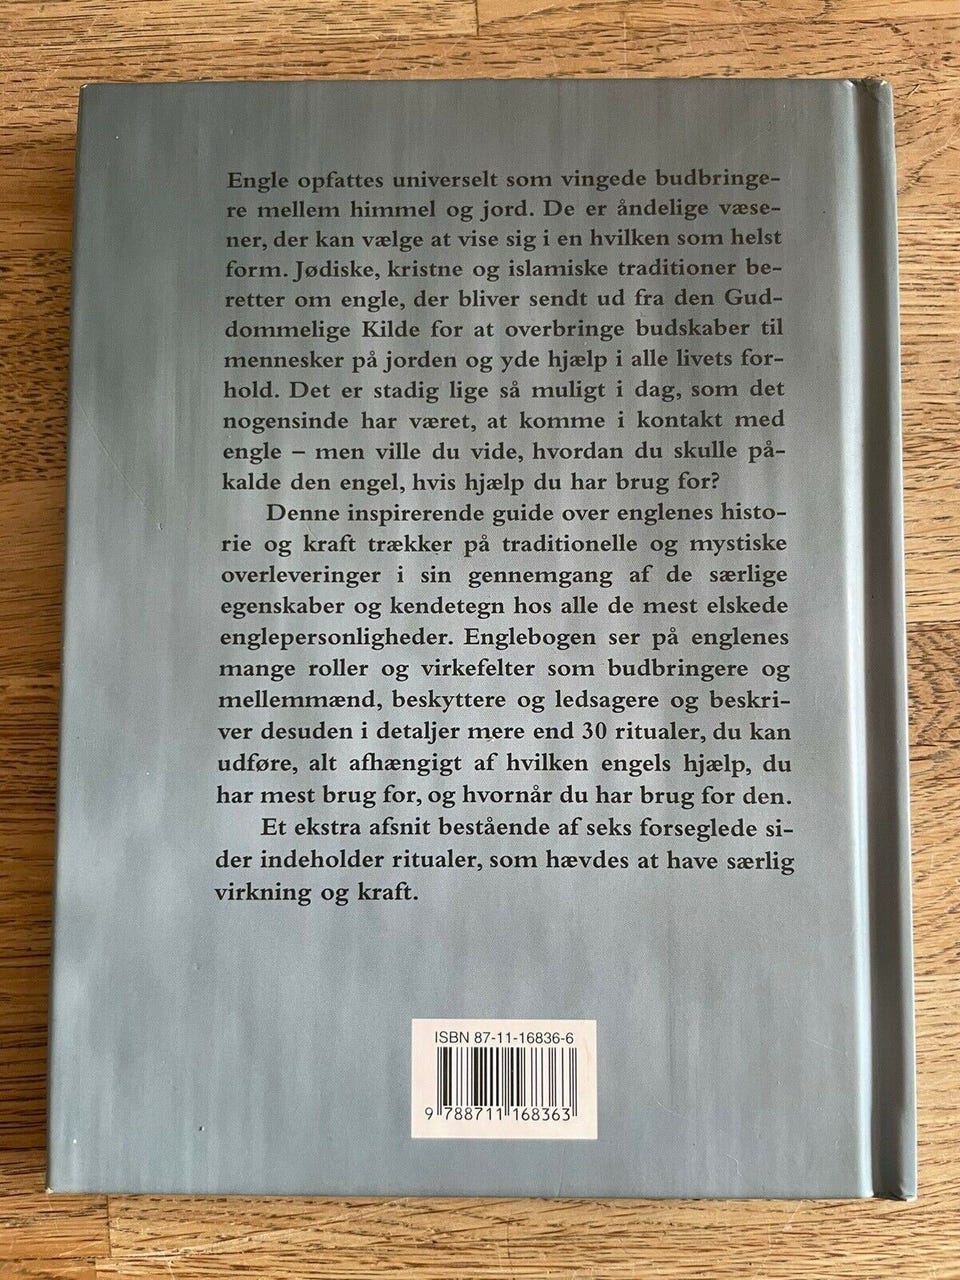 Engle opfattes universelt som vingede budbringe-
re mellem himmel og jord. De er åndelige væse-
ner, der kan vælge at vise sig i en hvilken som helst
form. Jødiske, kristne og islamiske traditioner be-
retter om engle, der bliver sendt ud fra den Gud-
dommelige Kilde for at overbringe budskaber til
mennesker på jorden og yde hjælp i alle livets for-
hold. Det er stadig lige så muligt i dag, som det
nogensinde har været, at komme i kontakt med
engle – men ville du vide, hvordan du skulle på-
kalde den engel, hvis hjælp du har brug for?
Denne inspirerende guide over englenes histo-
rie og kraft trækker på traditionelle og mystiske
overleveringer i sin gennemgang af de særlige
egenskaber og kendetegn hos alle de mest elskede
englepersonligheder. Englebogen ser på englenes
mange roller og virkefelter som budbringere og
mellemmænd, beskyttere og ledsagere og beskri-
ver desuden i detaljer mere end 30 ritualer, du kan
udføre, alt afhængigt af hvilken engels hjælp, du
har mest brug for, og hvornår du har brug for den.
Et ekstra afsnit bestående af seks forseglede si-
der indeholder ritualer, som hævdes at have særlig
virkning og kraft.
ISBN 87-11-16836-6
9 788711 168363